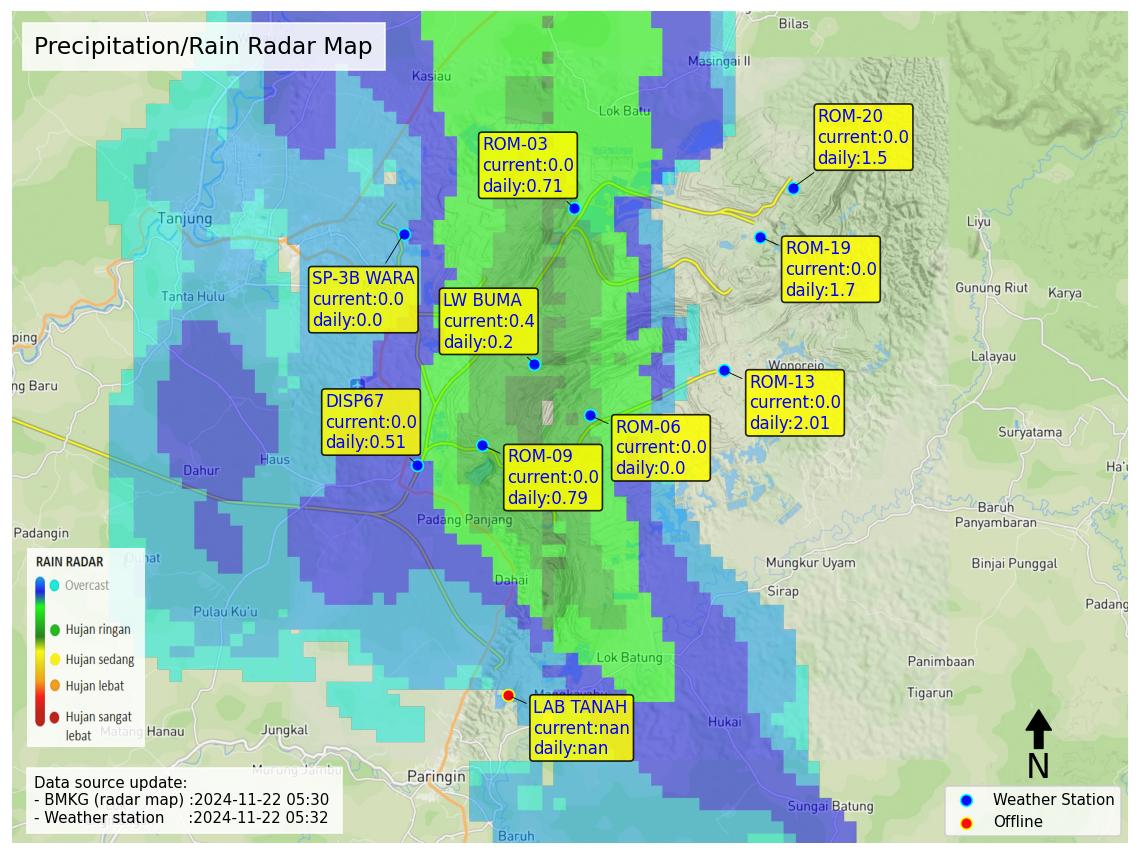 Precipitation/Rain Radar Map
Bilas
Masingai II
Kasiau
Lok Batu
ROM-20
current:0.0
daily:1.5
ROM-03
current:0.0
daily:0.71
Tanjung
Liyu
ROM-19
current:0.0
daily:1.7
SP-3B WARA
current:0.0
daily:0.0
Tanta Hulu
LW BUMA
current:0.4
daily:0.2
Gunung Riut
Karya
ping
Lalayau
Wonorejo
ng Baru
ROM-13
current:0.0
daily:2.01
DISP67
current:0.0
daily:0.51
ROM-06
current:0.0
daily:0.0
Suryatama
Haus
Dahur
ROM-09
current:0.0
daily:0.79
Ha'u
Baruh
Panyambaran
Padang Panjang
Padangin
Mungkur Uyam
Binjai Punggal
Dahai
Sirap
Padang
Pulau Ku'u
RAIN RADAR
Overcast
Hujan ringan
Hujan sedang
Hujan lebat
Hujan sangat
lebat
Lok Batung
Panimbaan
Tigarun
LAB TANAH
current:nan
daily:nan
Hukai
Matang Hanau
Jungkal
Murung Jambu
Paringin
Sungai Batung
Baruh
Data source update:
- BMKG (radar map) :2024-11-22 05:30
- Weather station :2024-11-22 05:32
N
Weather Station
Offline